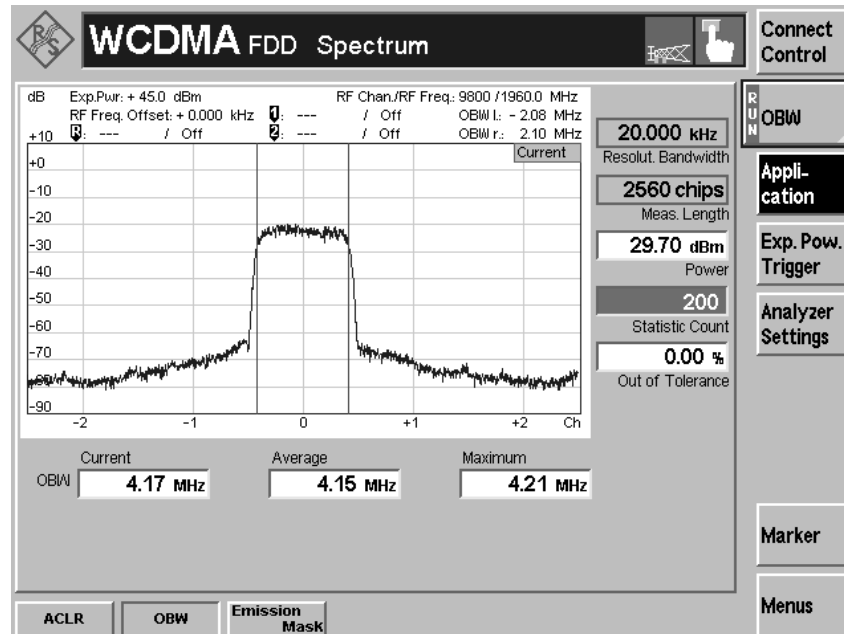 R&S
WCDMA FDD Spectrum
Connect
Control
dB Exp.Pwr: + 45.0 dBm RF Chan./RF Freq.: 9800 /1960.0 MHz
RF Freq. Offset: + 0.000 kHz 1: --- / Off OBW l.: - 2.08 MHz
+10 R: --- / Off 2: --- / Off OBW r.: 2.10 MHz
Current
+0
-10
-20
-30
-40
-50
-60
-70
-80
-90
-2 -1 0 +1 +2 Ch
20.000 kHz
Resolut. Bandwidth
2560 chips
Meas. Length
29.70 dBm
Power
200
Statistic Count
0.00 %
Out of Tolerance
Current Average Maximum
OBW 4.17 MHz 4.15 MHz 4.21 MHz
RUN
OBW
Appli-
cation
Exp. Pow.
Trigger
Analyzer
Settings
Marker
Menus
ACLR
OBW
Emission
Mask